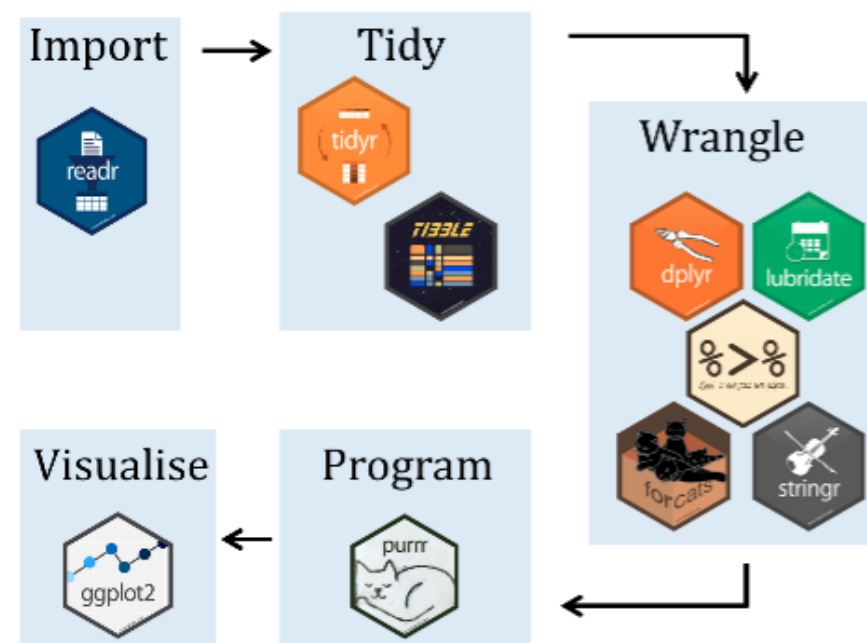 Import
readr
Tidy
tidyr
TIBBLE
Wrangle
dplyr
lubridate
%>%
forcats
stringr
Program
purrr
Visualise
ggplot2